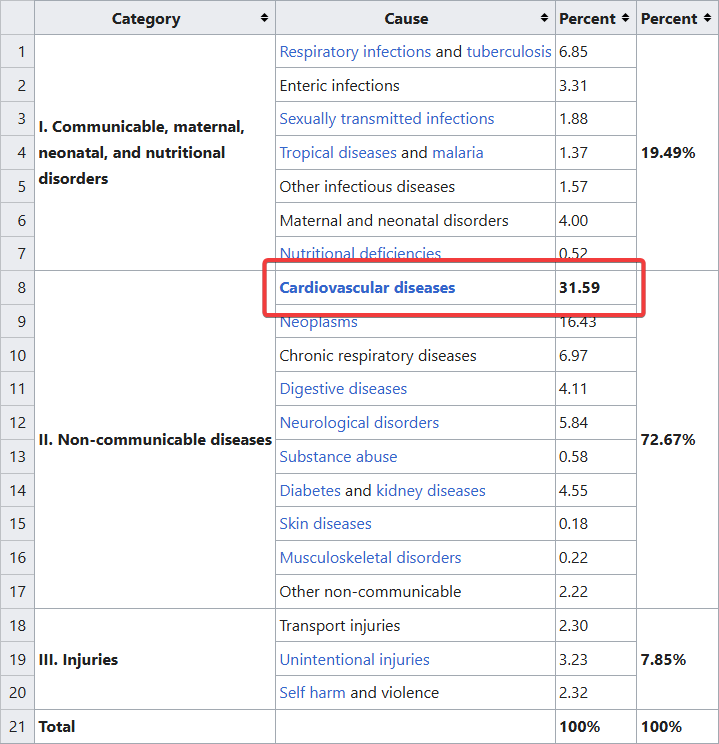 Category Cause Percent Percent
1 Respiratory infections and tuberculosis 6.85
2 Enteric infections 3.31
3 Sexually transmitted infections 1.88
I. Communicable, maternal,
neonatal, and nutritional
disorders
4 Tropical diseases and malaria 1.37 19.49%
5 Other infectious diseases 1.57
6 Maternal and neonatal disorders 4.00
7 Nutritional deficiencies 0.52
8 Cardiovascular diseases 31.59
9 Neoplasms 16.43
10 Chronic respiratory diseases 6.97
11 Digestive diseases 4.11
12 Neurological disorders 5.84
II. Non-communicable diseases 72.67%
13 Substance abuse 0.58
14 Diabetes and kidney diseases 4.55
15 Skin diseases 0.18
16 Musculoskeletal disorders 0.22
17 Other non-communicable 2.22
18 Transport injuries 2.30
19 III. Injuries Unintentional injuries 3.23 7.85%
20 Self harm and violence 2.32
21 Total 100% 100%